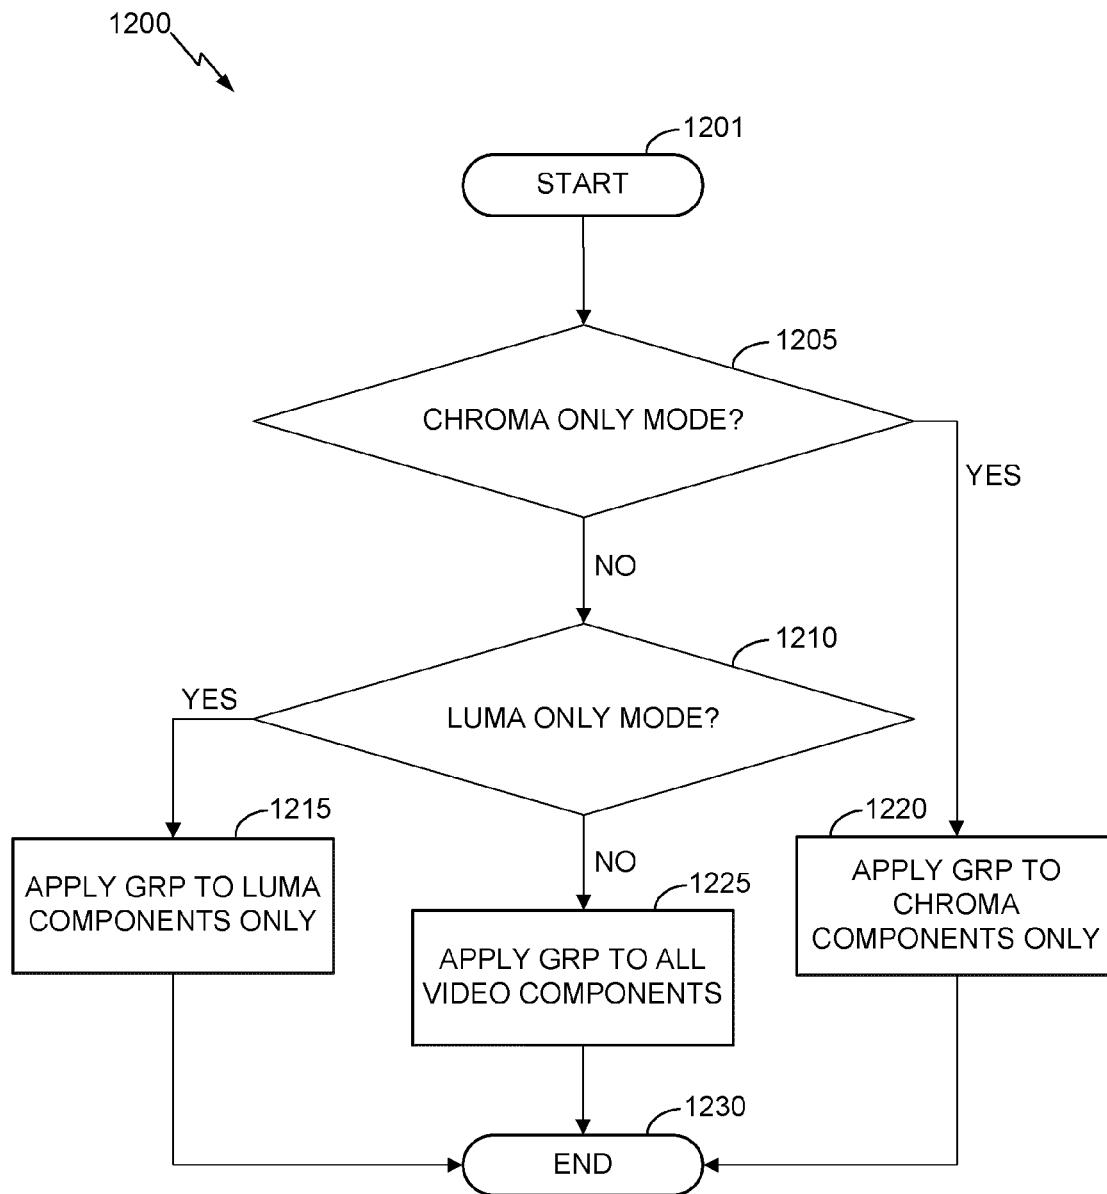 1200
1201
START
1205
CHROMA ONLY MODE?
YES
NO
1210
YES
LUMA ONLY MODE?
1215
APPLY GRP TO LUMA
COMPONENTS ONLY
NO
1225
APPLY GRP TO ALL
VIDEO COMPONENTS
1220
APPLY GRP TO
CHROMA
COMPONENTS ONLY
1230
END